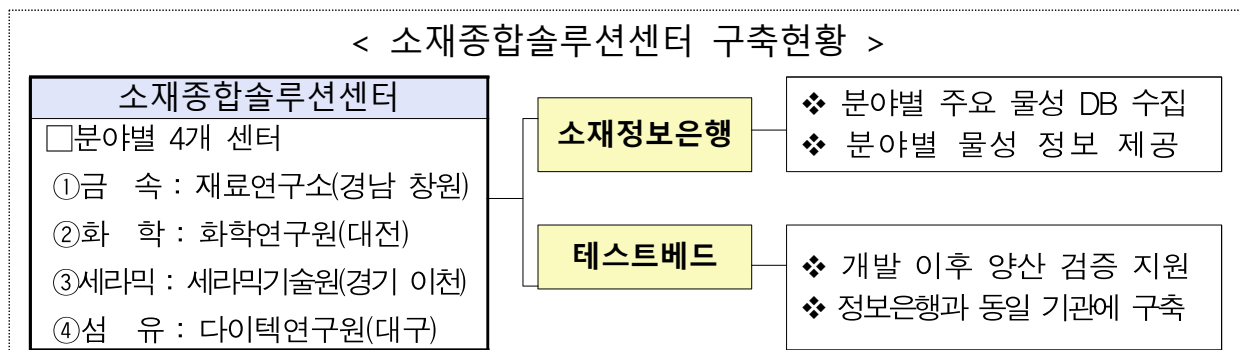 < 소재종합솔루션센터 구축현황 >
소재종합솔루션센터
□분야별 4개 센터
①금 속 : 재료연구소(경남 창원)
②화 학 : 화학연구원(대전)
③세라믹 : 세라믹기술원(경기 이천)
④섬 유 : 다이텍연구원(대구)
소재정보은행
❖ 분야별 주요 물성 DB 수집
❖ 분야별 물성 정보 제공
테스트베드
❖ 개발 이후 양산 검증 지원
❖ 정보은행과 동일 기관에 구축